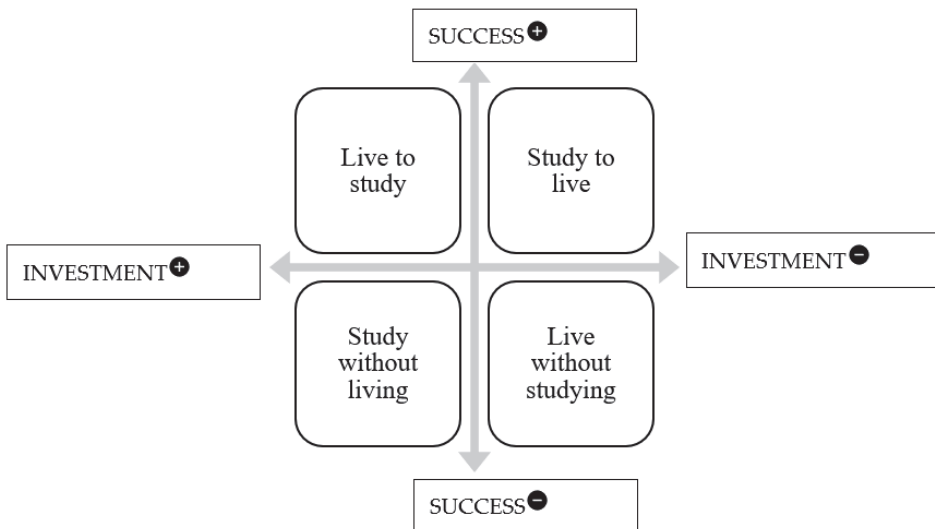 SUCCESS+
Live to
study
Study to
live
INVESTMENT+
INVESTMENT−
Study
without
living
Live
without
studying
SUCCESS−